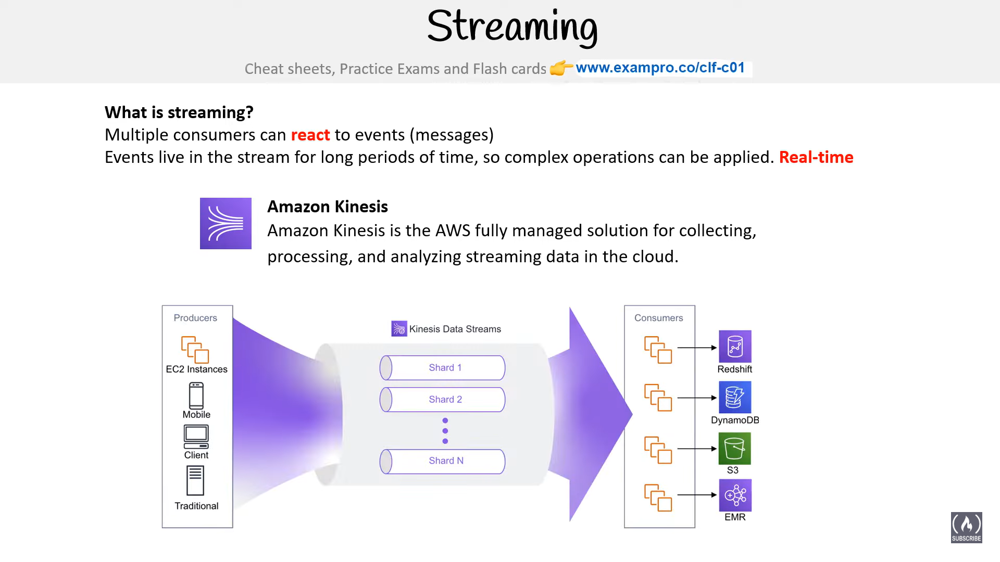 Streaming
Cheat sheets, Practice Exams and Flash cards 👉 www.exampro.co/clf-c01
What is streaming?
Multiple consumers can react to events (messages)
Events live in the stream for long periods of time, so complex operations can be applied. Real-time
Amazon Kinesis
Amazon Kinesis is the AWS fully managed solution for collecting,
processing, and analyzing streaming data in the cloud.
Producers
EC2 Instances
Mobile
Client
Traditional
Kinesis Data Streams
Shard 1
Shard 2
Shard N
Consumers
Redshift
DynamoDB
S3
EMR
SUBSCRIBE